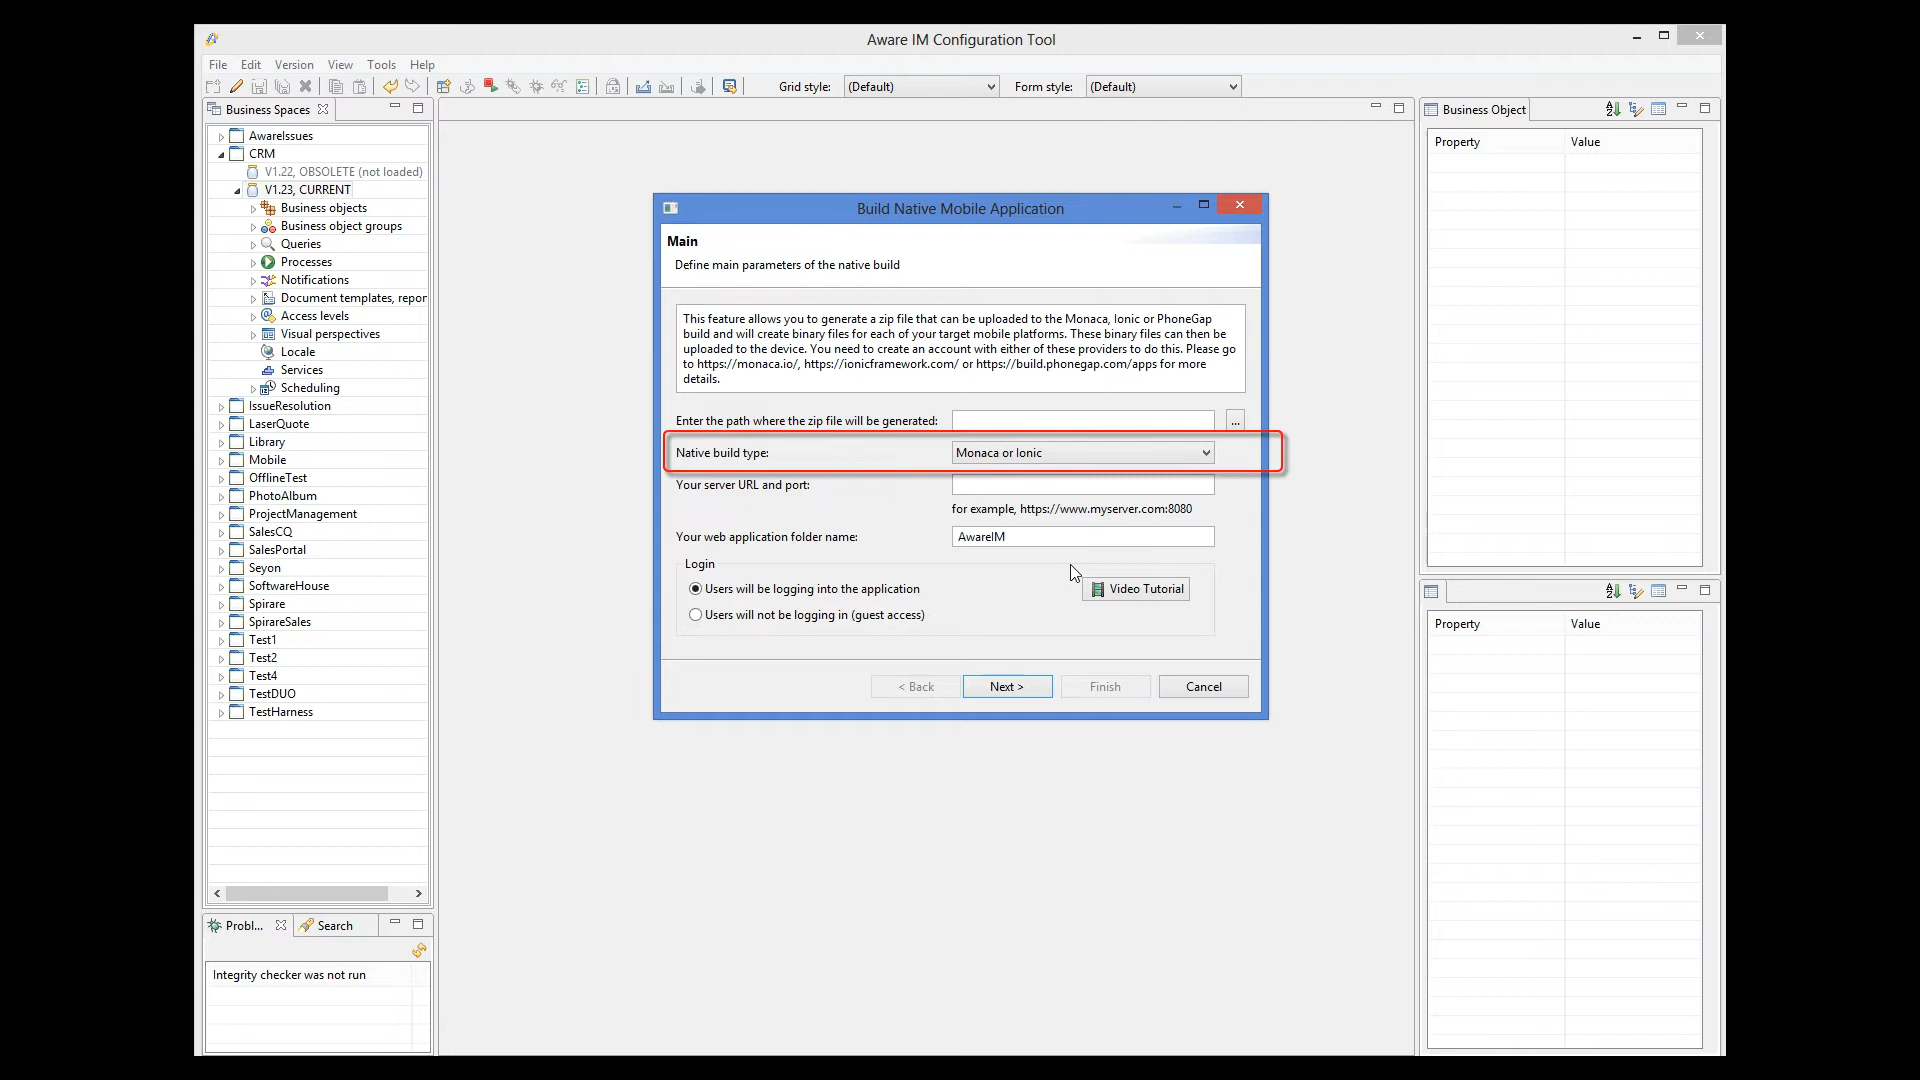 Aware IM Configuration Tool
File Edit Version View Tools Help
Grid style: (Default) Form style: (Default)
Business Spaces
AwareIssues
CRM
V1.22, OBSOLETE (not loaded)
V1.23, CURRENT
Business objects
Business object groups
Queries
Processes
Notifications
Document templates, repor
Access levels
Visual perspectives
Locale
Services
Scheduling
IssueResolution
LaserQuote
Library
Mobile
OfflineTest
PhotoAlbum
ProjectManagement
SalesCQ
SalesPortal
Seyon
SoftwareHouse
Spirare
SpirareSales
Test1
Test2
Test4
TestDUO
TestHarness
Probl... Search
Integrity checker was not run
Build Native Mobile Application
Main
Define main parameters of the native build
This feature allows you to generate a zip file that can be uploaded to the Monaca, Ionic or PhoneGap
build and will create binary files for each of your target mobile platforms. These binary files can then be
uploaded to the device. You need to create an account with either of these providers to do this. Please go
to https://monaca.io/, https://ionicframework.com/ or https://build.phonegap.com/apps for more
details.
Enter the path where the zip file will be generated: ...
Native build type: Monaca or Ionic
Your server URL and port:
for example, https://www.myserver.com:8080
Your web application folder name: AwareIM
Login
Users will be logging into the application
Video Tutorial
Users will not be logging in (guest access)
< Back Next > Finish Cancel
Business Object
Property Value
Property Value